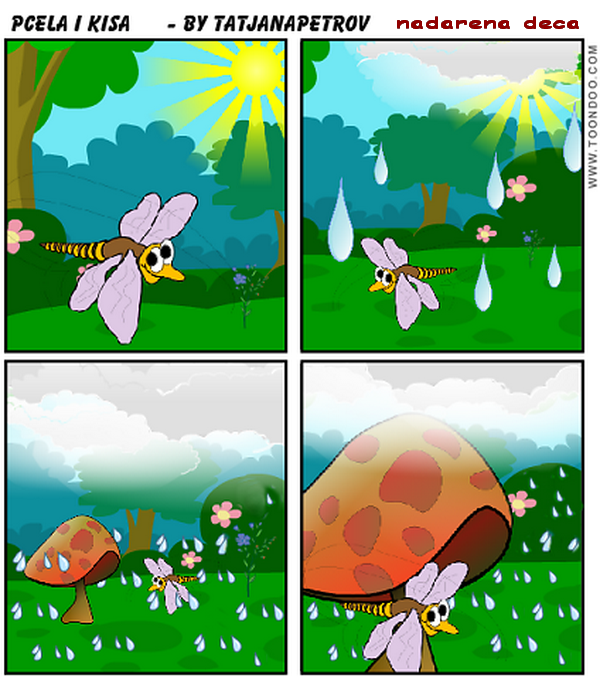 PCELA I KISA - BY TATJANAPETROV nadarena deca
WWW.TOONDOO.COM